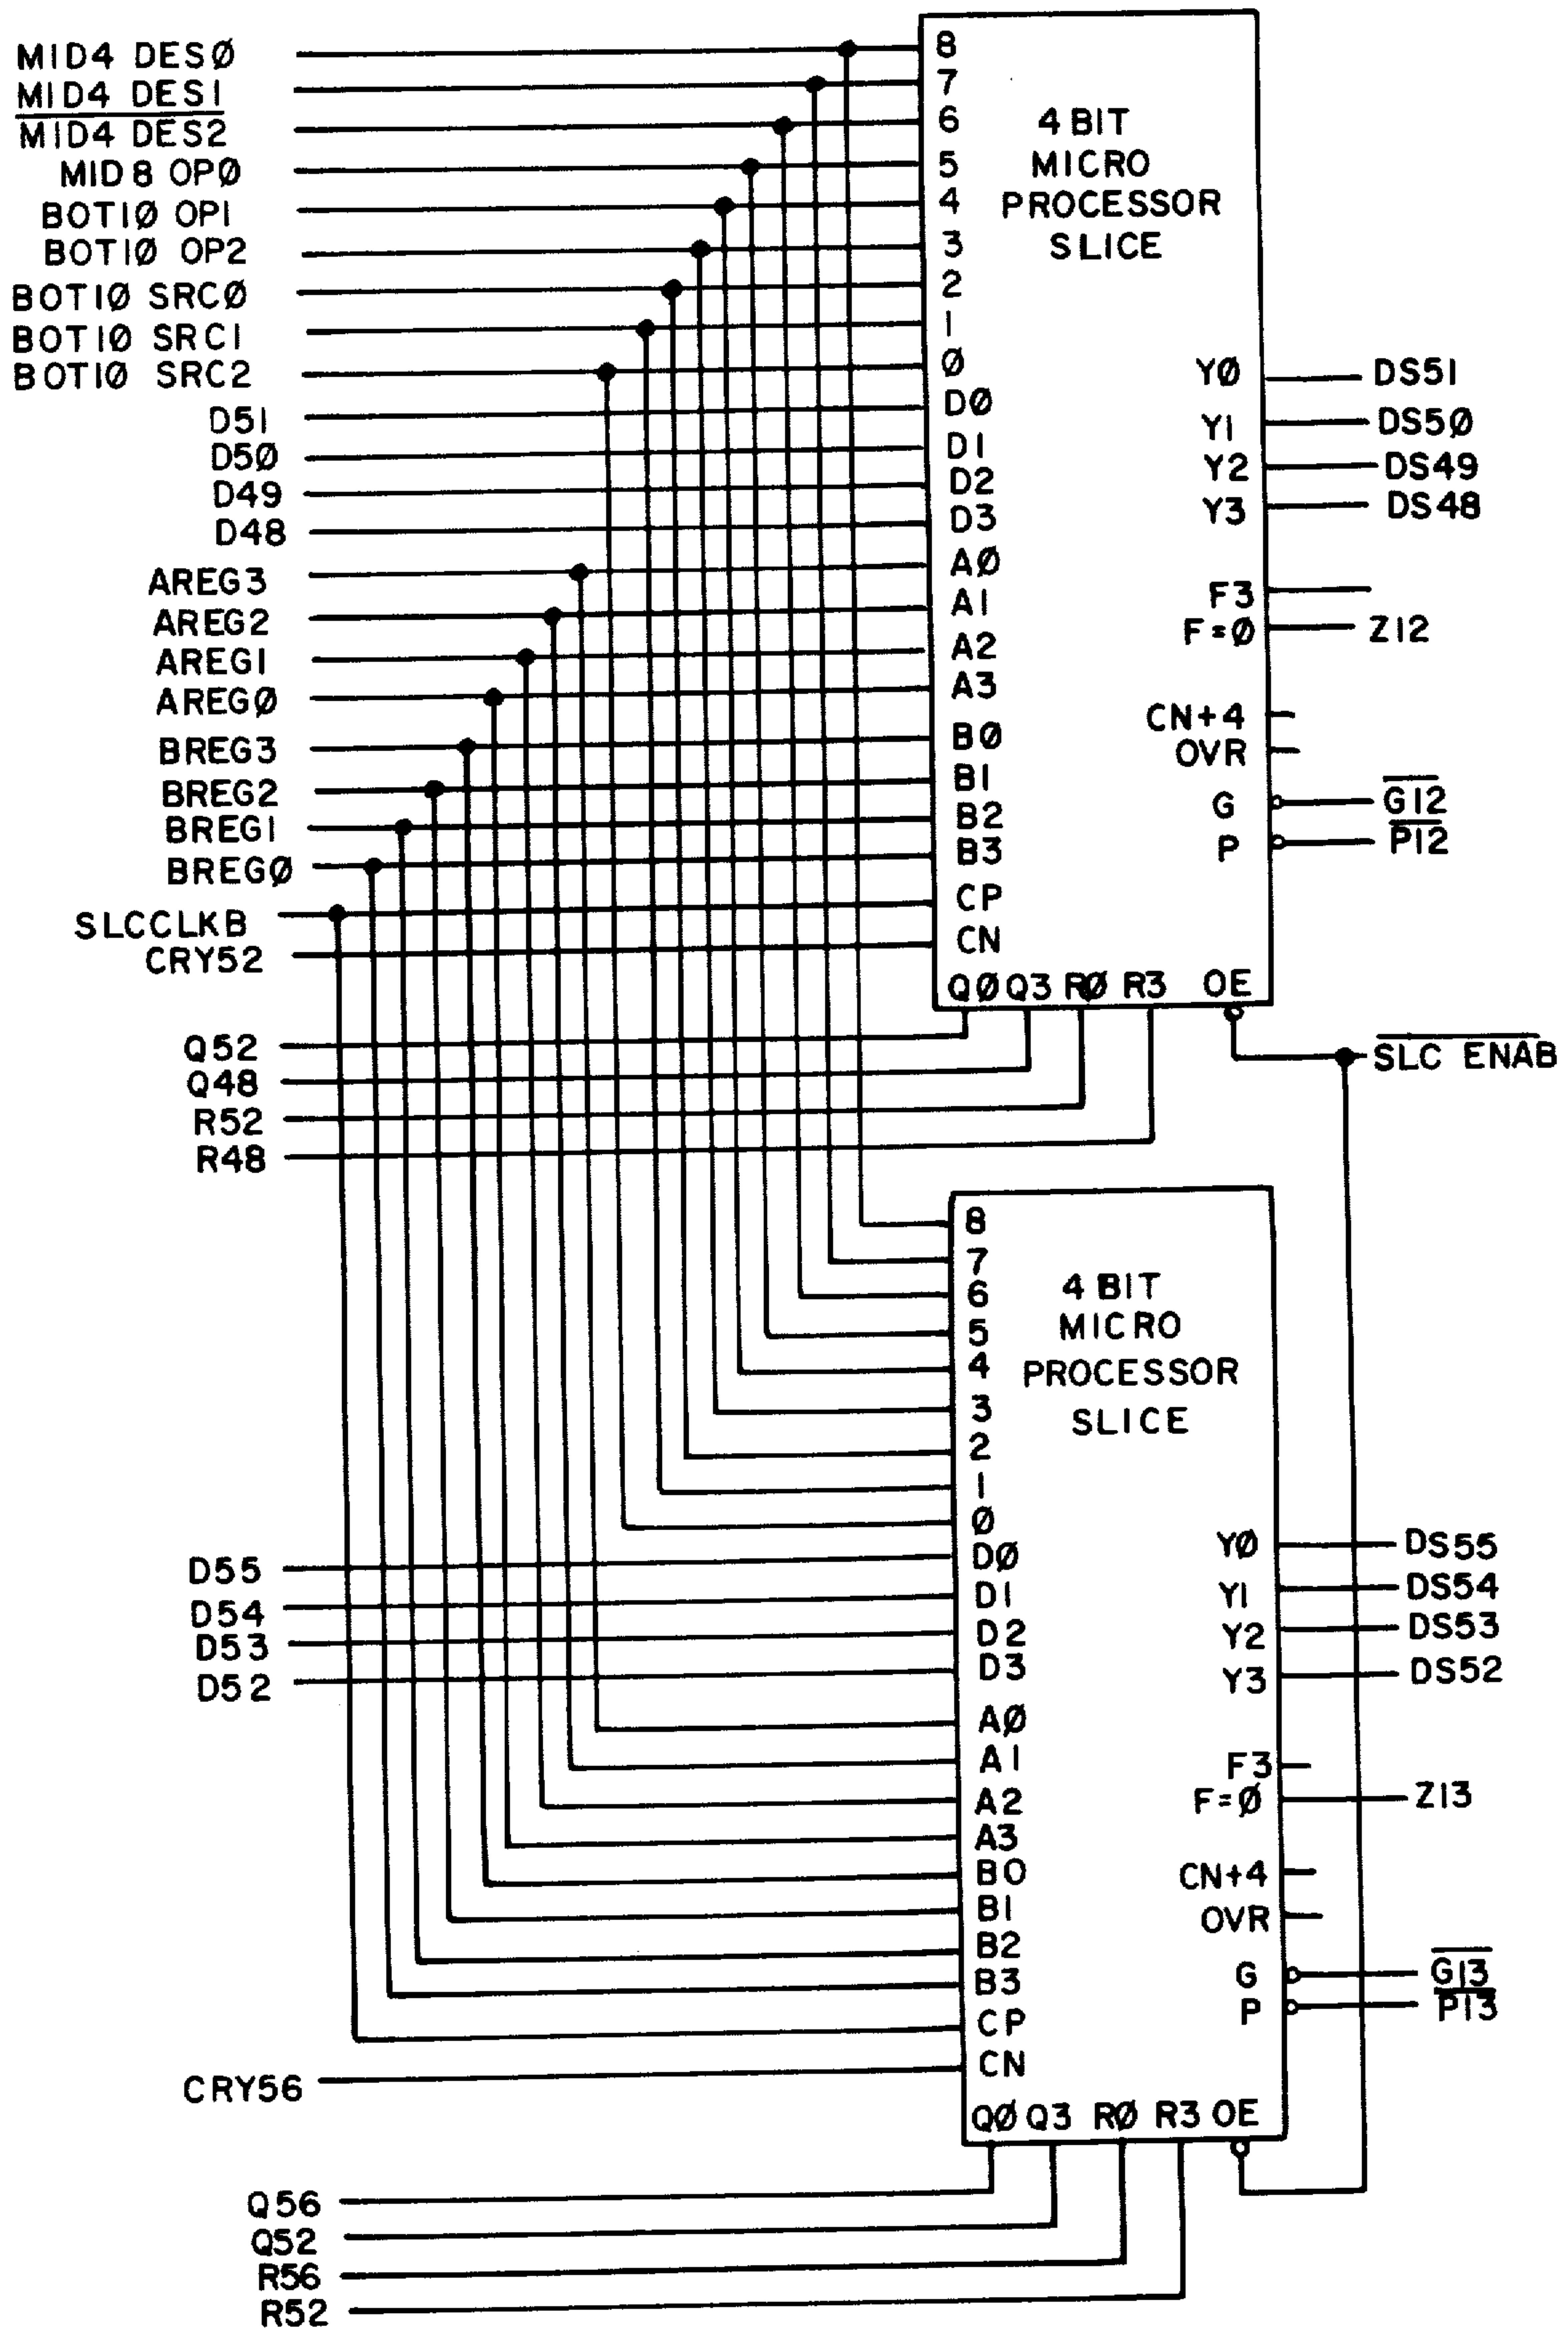 MID4 DESØ
MID4 DES1
MID4 DES2
MID8 OPØ
BOT1Ø OP1
BOT1Ø OP2
BOT1Ø SRCØ
BOT1Ø SRC1
BOT1Ø SRC2
D51
D5Ø
D49
D48
AREG3
AREG2
AREG1
AREGØ
BREG3
BREG2
BREG1
BREGØ
SLCCLKB
CRY52
Q52
Q48
R52
R48
8
7
6
5
4
3
2
1
Ø
DØ
D1
D2
D3
AØ
A1
A2
A3
BØ
B1
B2
B3
CP
CN
QØ Q3 RØ R3 OE
4 BIT
MICRO
PROCESSOR
SLICE
YØ
Y1
Y2
Y3
F3
F=Ø
CN+4
OVR
G
P
DS51
DS5Ø
DS49
DS48
Z12
G12
P12
SLC ENAB
8
7
6
5
4
3
2
1
Ø
DØ
D1
D2
D3
AØ
A1
A2
A3
BO
B1
B2
B3
CP
CN
QØ Q3 RØ R3 OE
4 BIT
MICRO
PROCESSOR
SLICE
YØ
Y1
Y2
Y3
F3
F=Ø
CN+4
OVR
G
P
DS55
DS54
DS53
DS52
Z13
G13
P13
D55
D54
D53
D52
CRY56
Q56
Q52
R56
R52